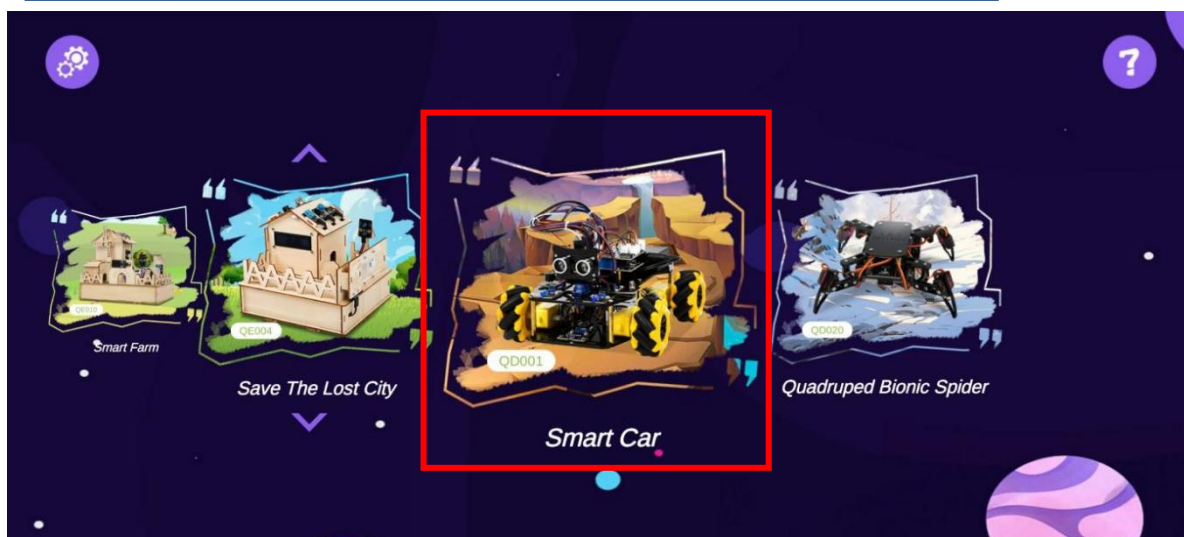 ?
QE010
Smart Farm
QE004
Save The Lost City
QD001
Smart Car
QD020
Quadruped Bionic Spider